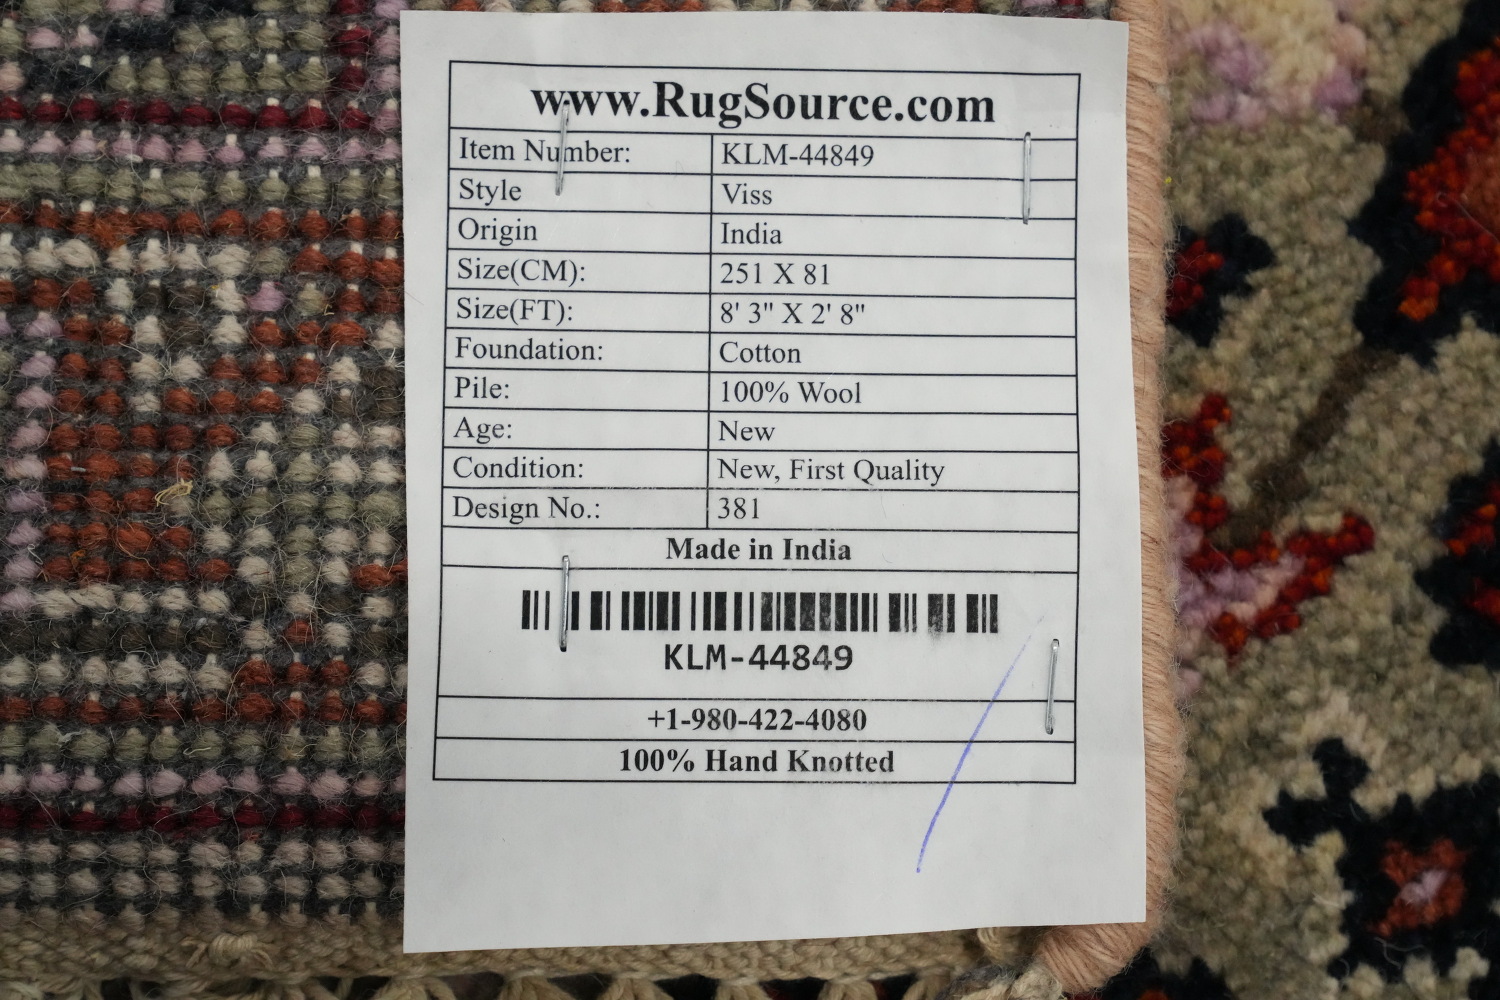 www.RugSource.com
Item Number: KLM-44849
Style Viss
Origin India
Size(CM): 251 X 81
Size(FT): 8' 3" X 2' 8"
Foundation: Cotton
Pile: 100% Wool
Age: New
Condition: New, First Quality
Design No.: 381
Made in India
KLM-44849
+1-980-422-4080
100% Hand Knotted